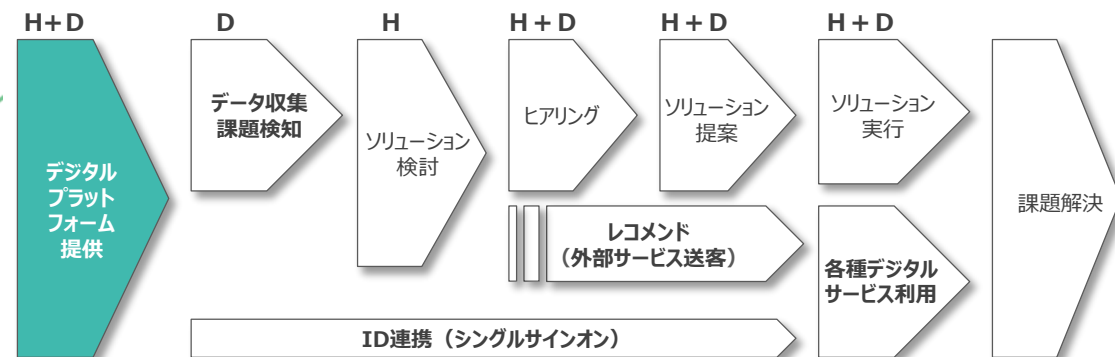 H+D
D
H
H + D
H + D
H + D
デジタル
プラット
フォーム
提供
データ収集
課題検知
ソリューション
検討
ヒアリング
ソリューション
提案
ソリューション
実行
課題解決
レコメンド
（外部サービス送客）
各種デジタル
サービス利用
ID連携（シングルサインオン）